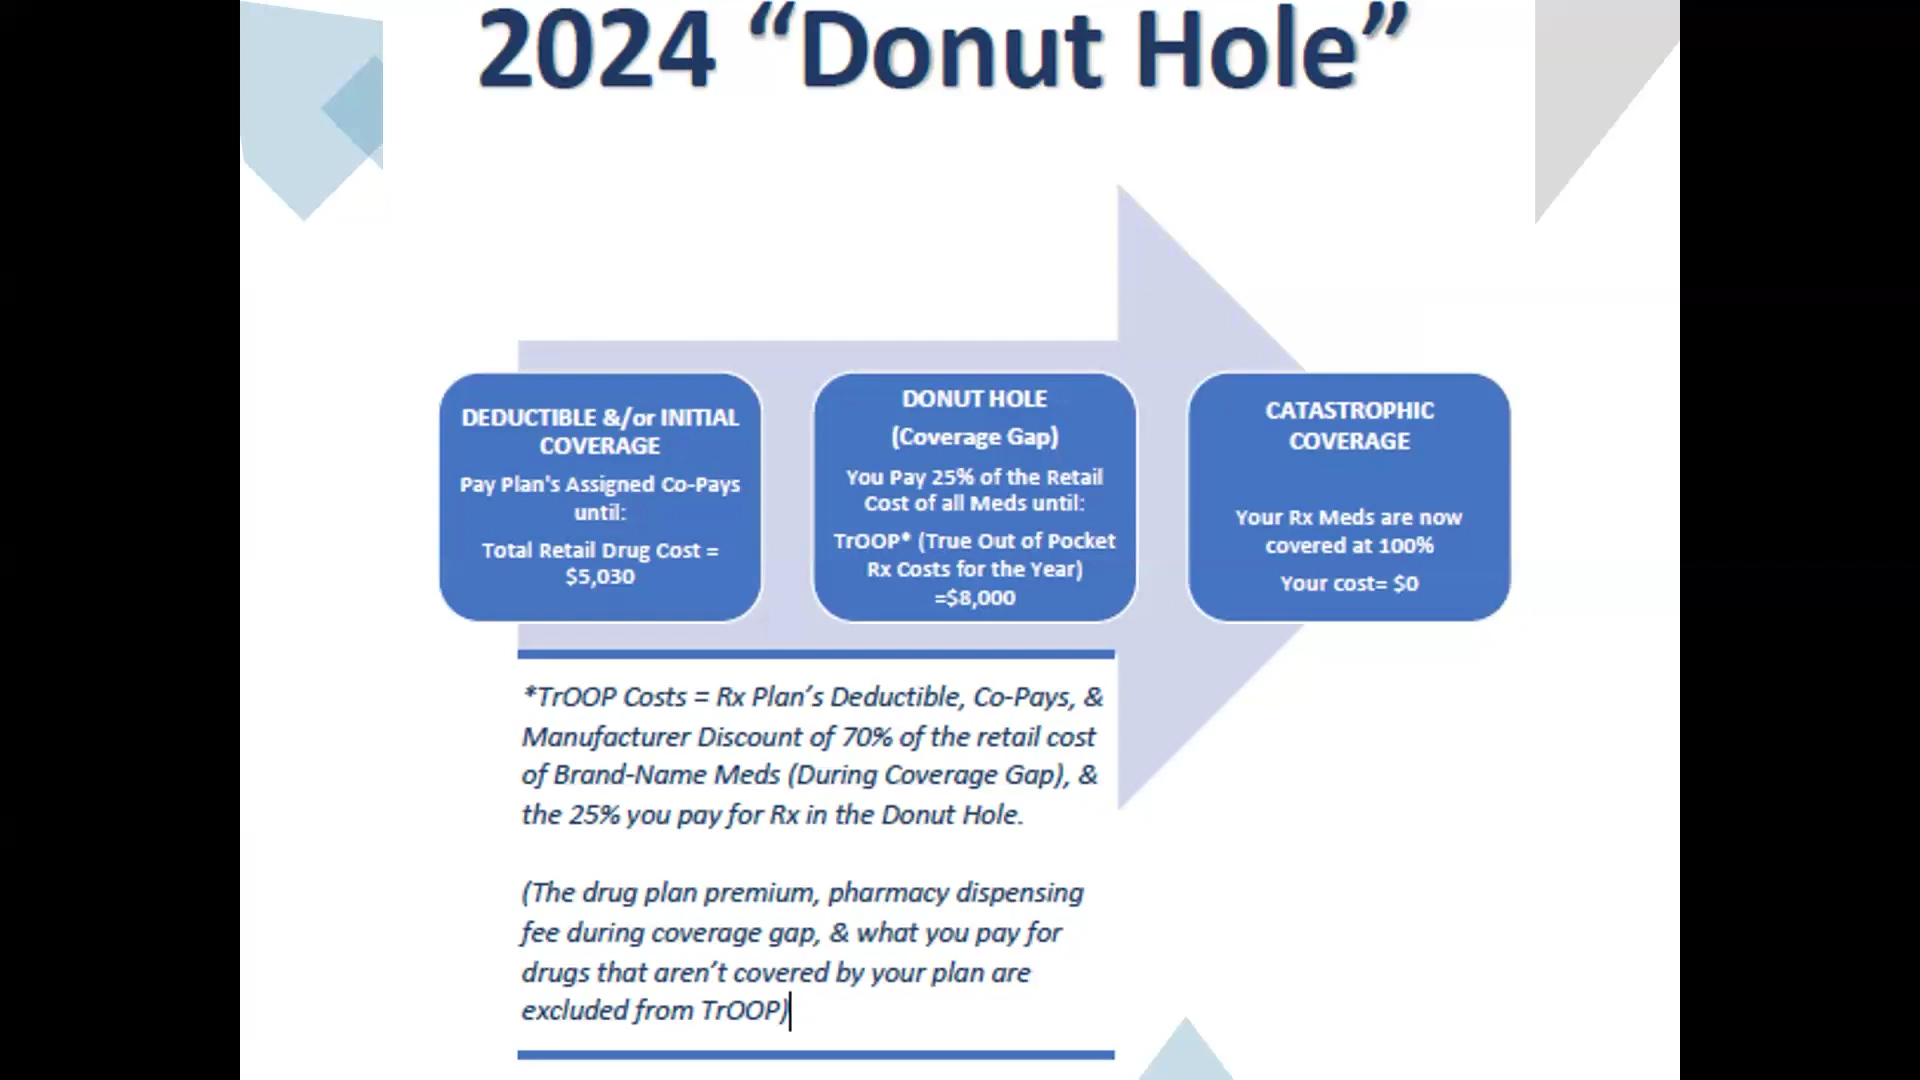 2024 “Donut Hole”
DEDUCTIBLE &/or INITIAL
COVERAGE
Pay Plan's Assigned Co-Pays
until:
Total Retail Drug Cost =
$5,030
DONUT HOLE
(Coverage Gap)
You Pay 25% of the Retail
Cost of all Meds until:
TrOOP* (True Out of Pocket
Rx Costs for the Year)
=$8,000
CATASTROPHIC
COVERAGE
Your Rx Meds are now
covered at 100%
Your cost= $0
*TrOOP Costs = Rx Plan’s Deductible, Co-Pays, &
Manufacturer Discount of 70% of the retail cost
of Brand-Name Meds (During Coverage Gap), &
the 25% you pay for Rx in the Donut Hole.
(The drug plan premium, pharmacy dispensing
fee during coverage gap, & what you pay for
drugs that aren’t covered by your plan are
excluded from TrOOP)